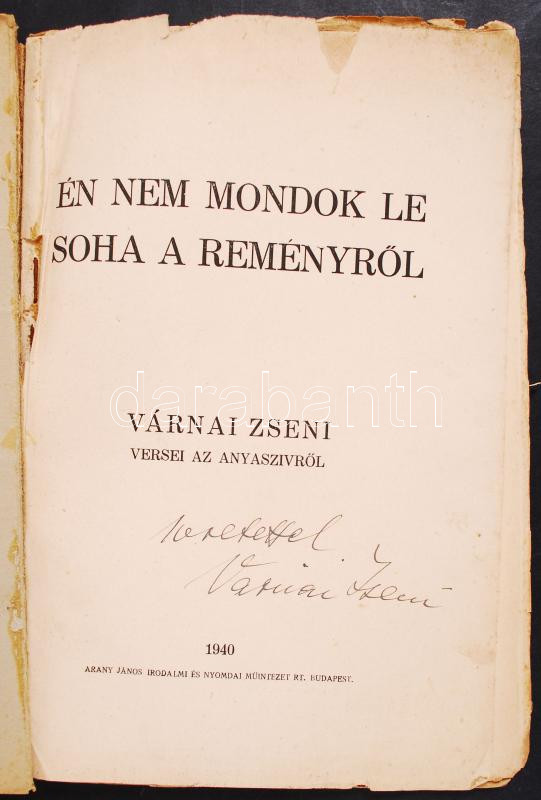 ÉN NEM MONDOK LE
SOHA A REMÉNYRŐL
darabanth
VÁRNAI ZSENI
VERSEI AZ ANYASZIVRŐL
szeretettel
Várnai Zseni
1940
ARANY JÁNOS IRODALMI ÉS NYOMDAI MŰINTÉZET RT. BUDAPEST.